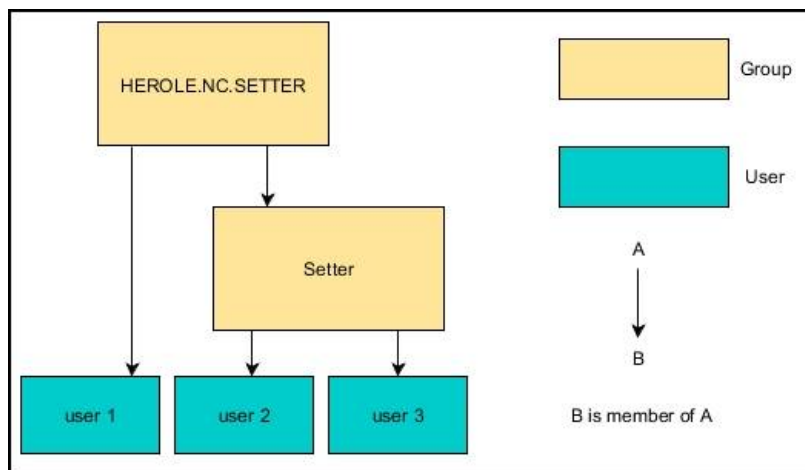 HEROLE.NC.SETTER
Group
User
Setter
A
B
user 1
user 2
user 3
B is member of A